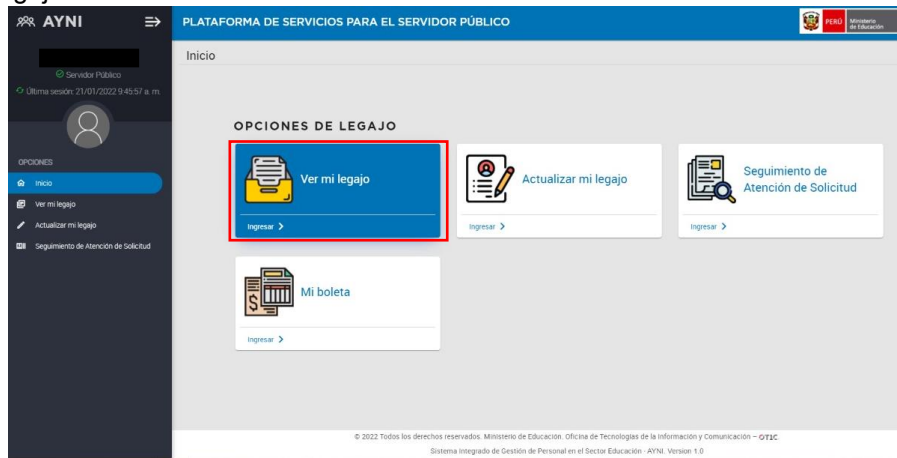 AYNI
PLATAFORMA DE SERVICIOS PARA EL SERVIDOR PÚBLICO
PERÚ
Ministerio
de Educación
Inicio
Servidor Público
Última sesión: 21/01/2022 9:45:57 a. m.
OPCIONES
Inicio
Ver mi legajo
Actualizar mi legajo
Seguimiento de Atención de Solicitud
OPCIONES DE LEGAJO
Ver mi legajo
Ingresar
Actualizar mi legajo
Ingresar
Seguimiento de
Atención de Solicitud
Ingresar
Mi boleta
Ingresar
© 2022 Todos los derechos reservados. Ministerio de Educación. Oficina de Tecnologías de la Información y Comunicación – OTIC
Sistema Integrado de Gestión de Personal en el Sector Educación - AYNI. Version 1.0